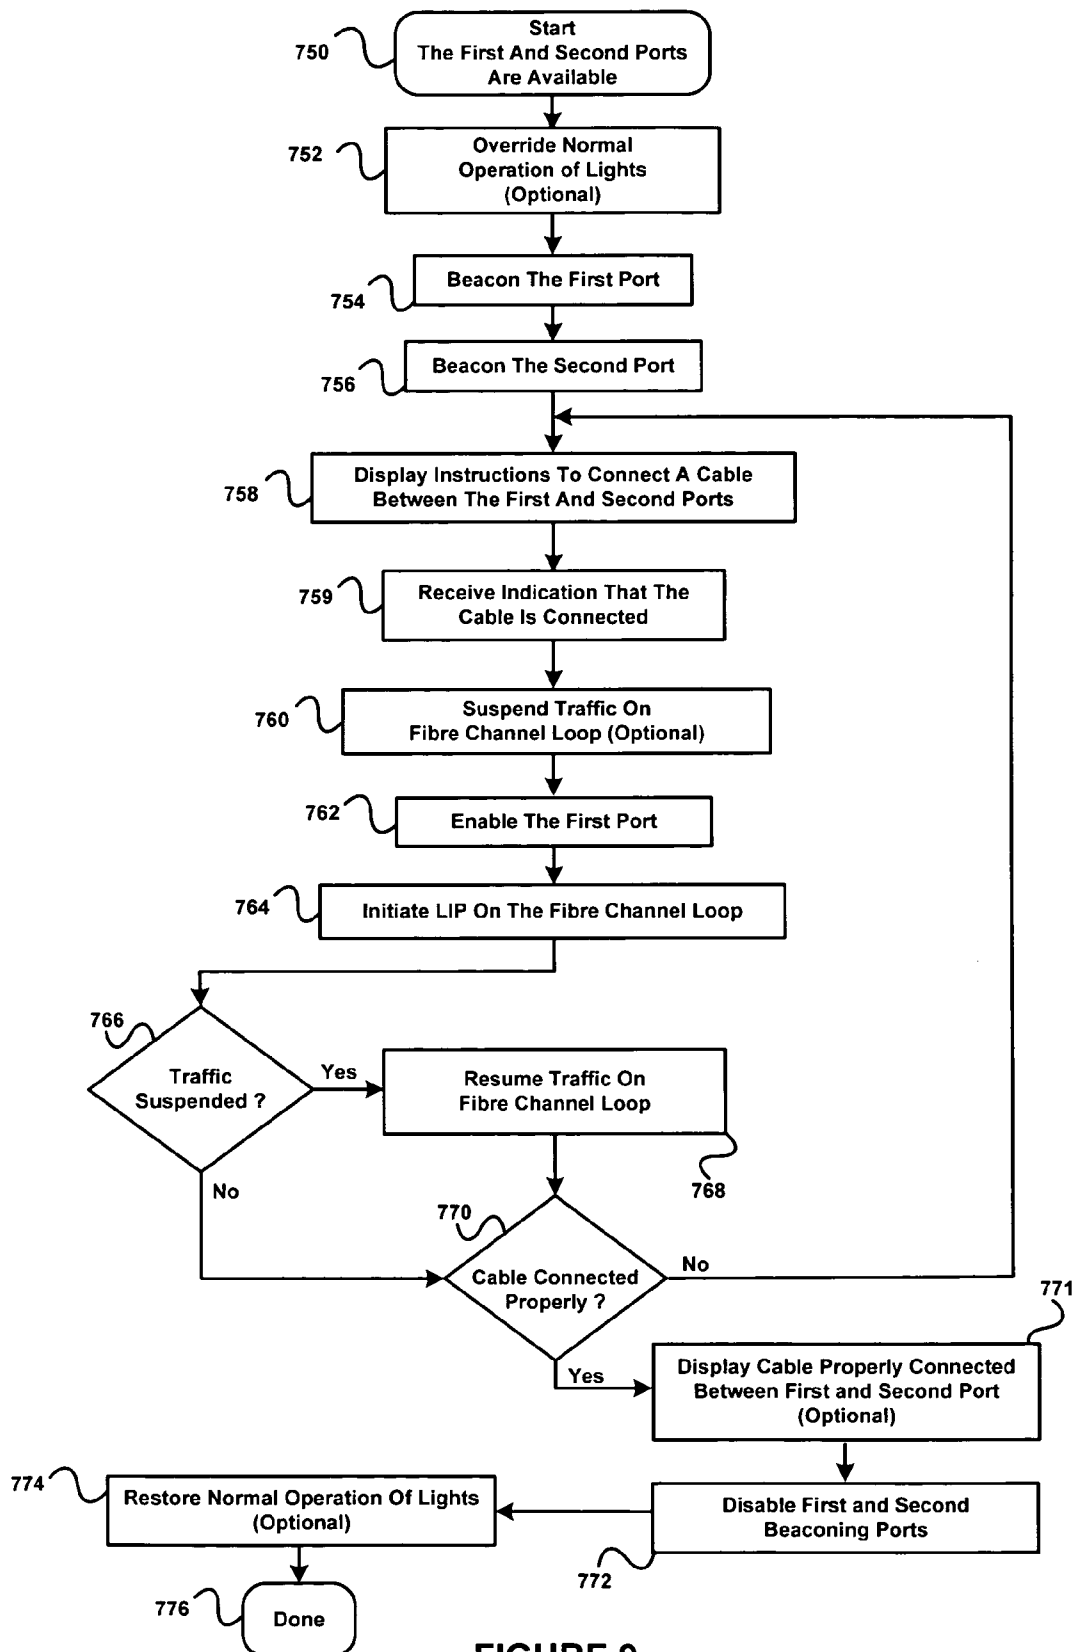 Start
750
The First And Second Ports
Are Available
Override Normal
752
Operation of Lights
(Optional)
Beacon The First Port
754
Beacon The Second Port
756
Display Instructions To Connect A Cable
758
Between The First And Second Ports
Receive Indication That The
759
Cable Is Connected
Suspend Traffic On
760
Fibre Channel Loop (Optional)
762
Enable The First Port
764
Initiate LIP On The Fibre Channel Loop
766
Traffic
Suspended ?
Yes
Resume Traffic On
Fibre Channel Loop
768
No
770
Cable Connected
Properly ?
No
771
Yes
Display Cable Properly Connected
Between First and Second Port
(Optional)
774
Restore Normal Operation Of Lights
(Optional)
Disable First and Second
Beaconing Ports
772
776
Done